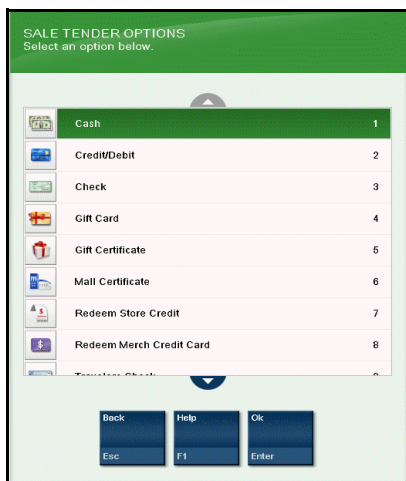 SALE TENDER OPTIONS
Select an option below.
Cash 1
Credit/Debit 2
Check 3
Gift Card 4
Gift Certificate 5
Mall Certificate 6
Redeem Store Credit 7
Redeem Merch Credit Card 8
Back Help Ok
Esc F1 Enter